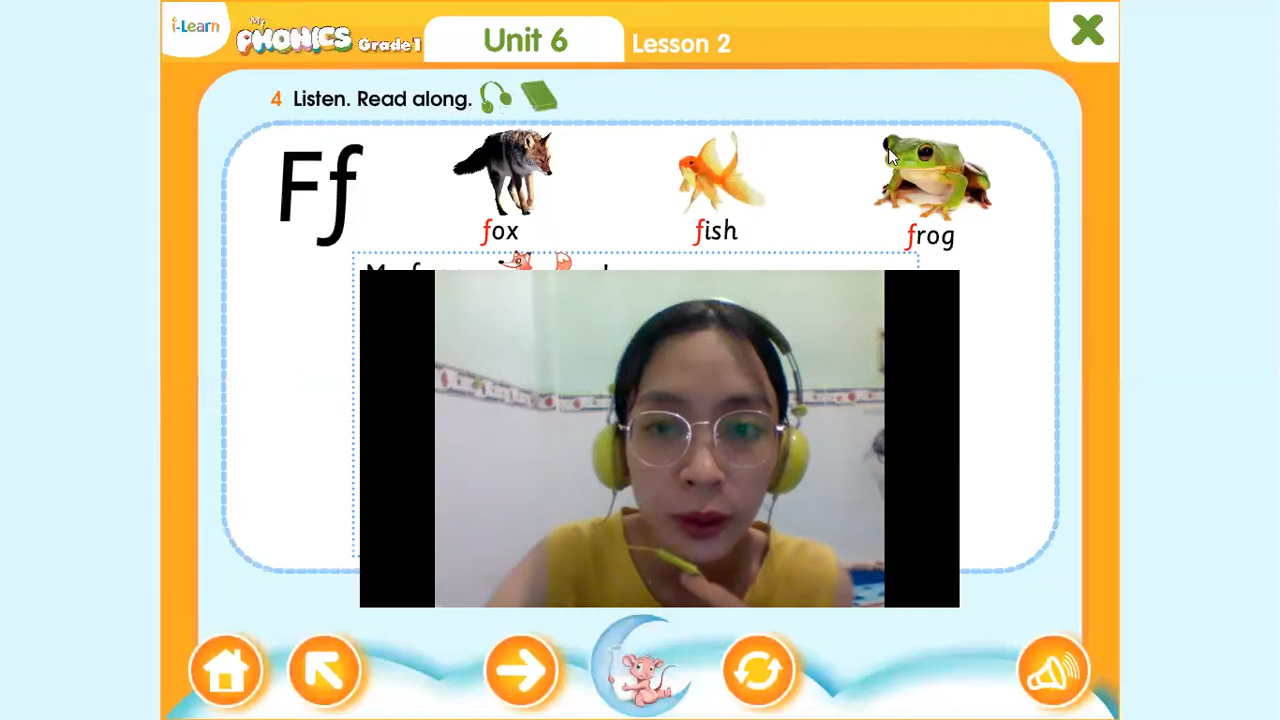 i-Learn
My PHONICS Grade 1
Unit 6
Lesson 2
4 Listen. Read along.
Ff
fox
fish
frog